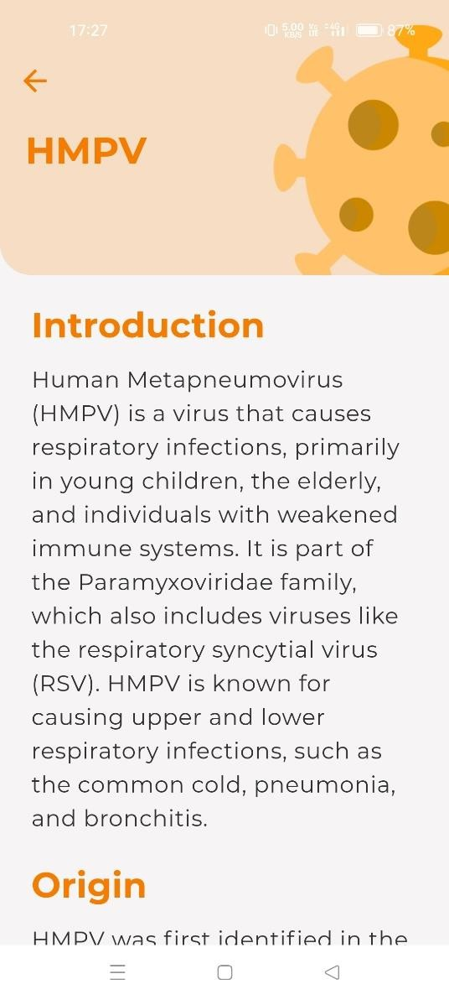 17:27
5.00
KB/S
Vo
LTE
4G
87%
HMPV
Introduction
Human Metapneumovirus
(HMPV) is a virus that causes
respiratory infections, primarily
in young children, the elderly,
and individuals with weakened
immune systems. It is part of
the Paramyxoviridae family,
which also includes viruses like
the respiratory syncytial virus
(RSV). HMPV is known for
causing upper and lower
respiratory infections, such as
the common cold, pneumonia,
and bronchitis.
Origin
HMPV was first identified in the